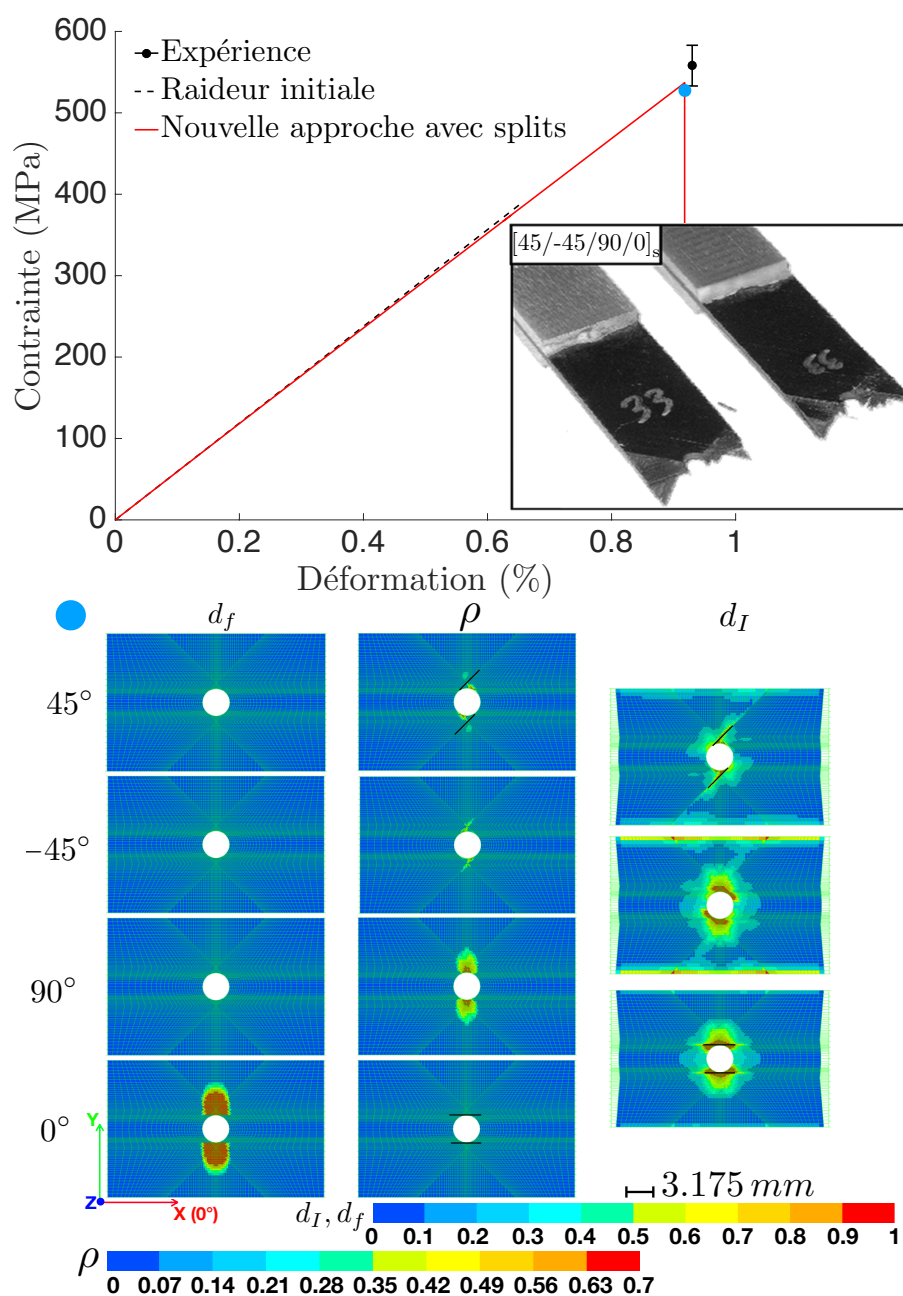 600
500
400
300
200
100
0
Contrainte (MPa)
Expérience
Raideur initiale
Nouvelle approche avec splits
[45/-45/90/0]s
33
33
0 0.2 0.4 0.6 0.8 1
Déformation (%)
d_f ρ d_I
45°
−45°
90°
0°
Y
Z
X (0°)
3.175 mm
d_I, d_f
0 0.1 0.2 0.3 0.4 0.5 0.6 0.7 0.8 0.9 1
ρ
0 0.07 0.14 0.21 0.28 0.35 0.42 0.49 0.56 0.63 0.7